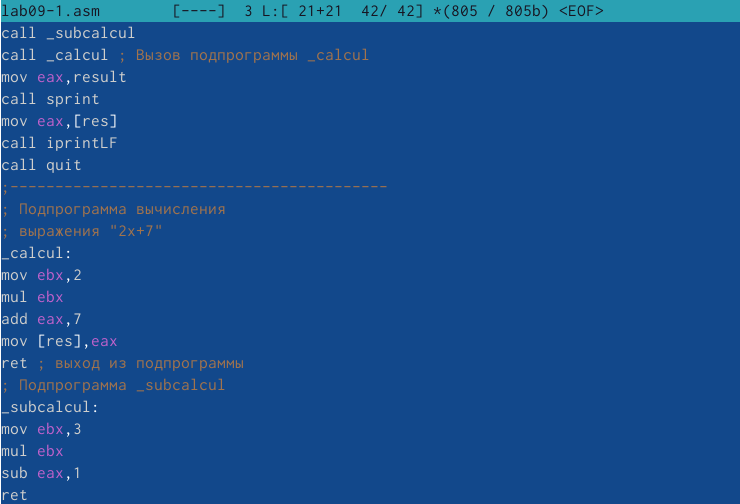 lab09-1.asm        [----]  3 L:[ 21+21  42/ 42] *(805 / 805b) <EOF>
call _subcalcul
call _calcul ; Вызов подпрограммы _calcul
mov eax,result
call sprint
mov eax,[res]
call iprintLF
call quit
;------------------------------------------
; Подпрограмма вычисления
; выражения "2x+7"
_calcul:
mov ebx,2
mul ebx
add eax,7
mov [res],eax
ret ; выход из подпрограммы
; Подпрограмма _subcalcul
_subcalcul:
mov ebx,3
mul ebx
sub eax,1
ret